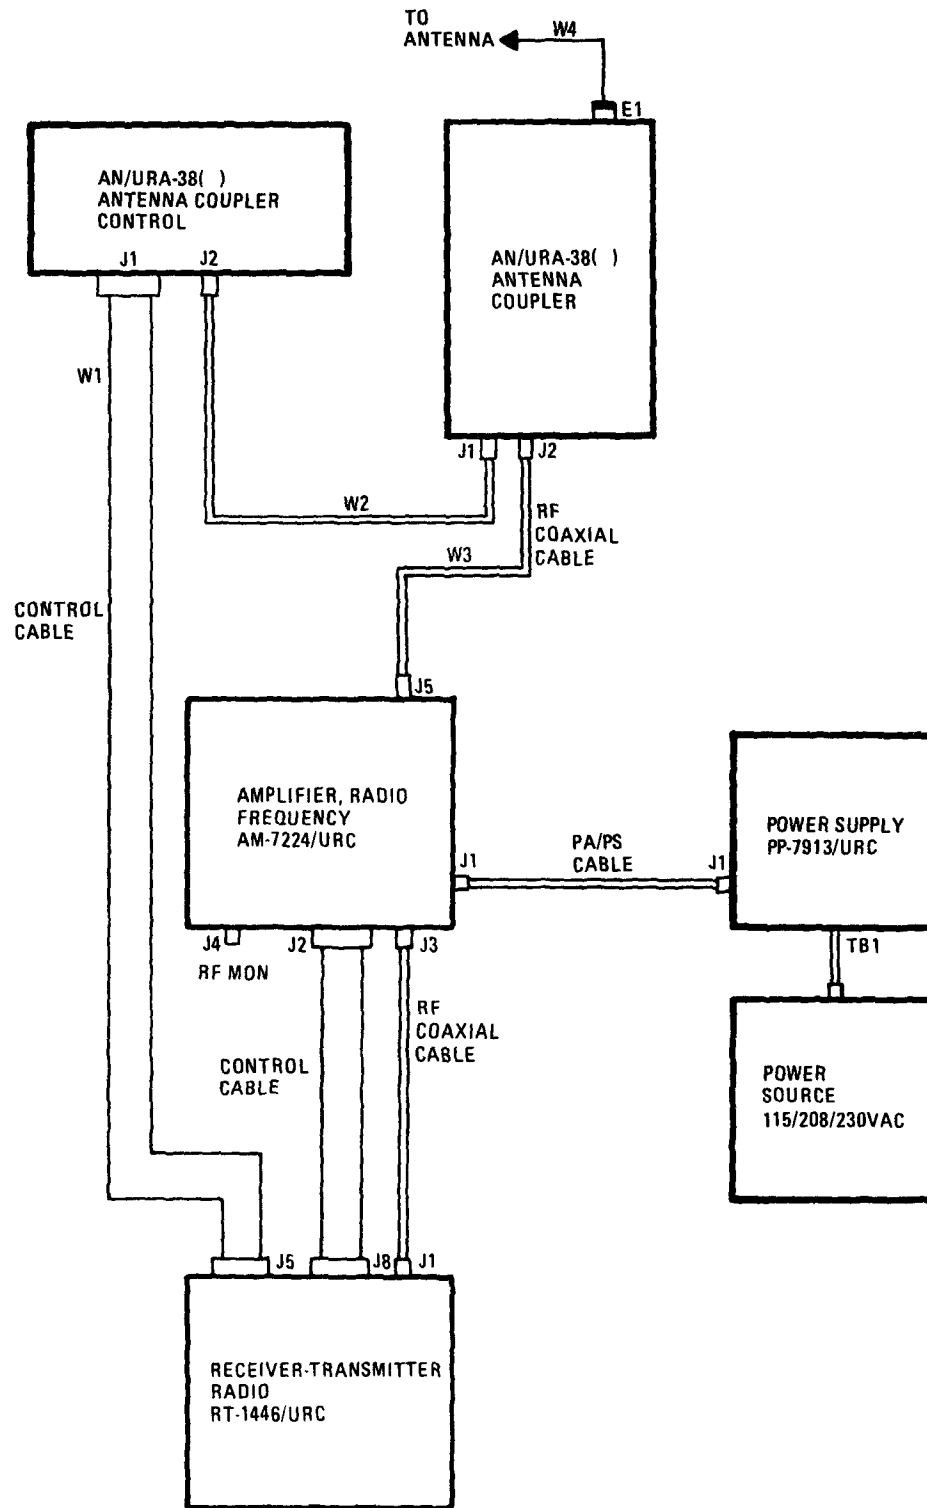 TO
ANTENNA
W4
E1
AN/URA-38( )
ANTENNA COUPLER
CONTROL
J1
J2
AN/URA-38( )
ANTENNA
COUPLER
W1
J1
J2
W2
RF
COAXIAL
CABLE
W3
CONTROL
CABLE
J5
AMPLIFIER, RADIO
FREQUENCY
AM-7224/URC
J1
PA/PS
CABLE
J1
POWER SUPPLY
PP-7913/URC
J4
J2
J3
RF MON
TB1
RF
COAXIAL
CABLE
CONTROL
CABLE
POWER
SOURCE
115/208/230VAC
J5
J8
J1
RECEIVER-TRANSMITTER
RADIO
RT-1446/URC